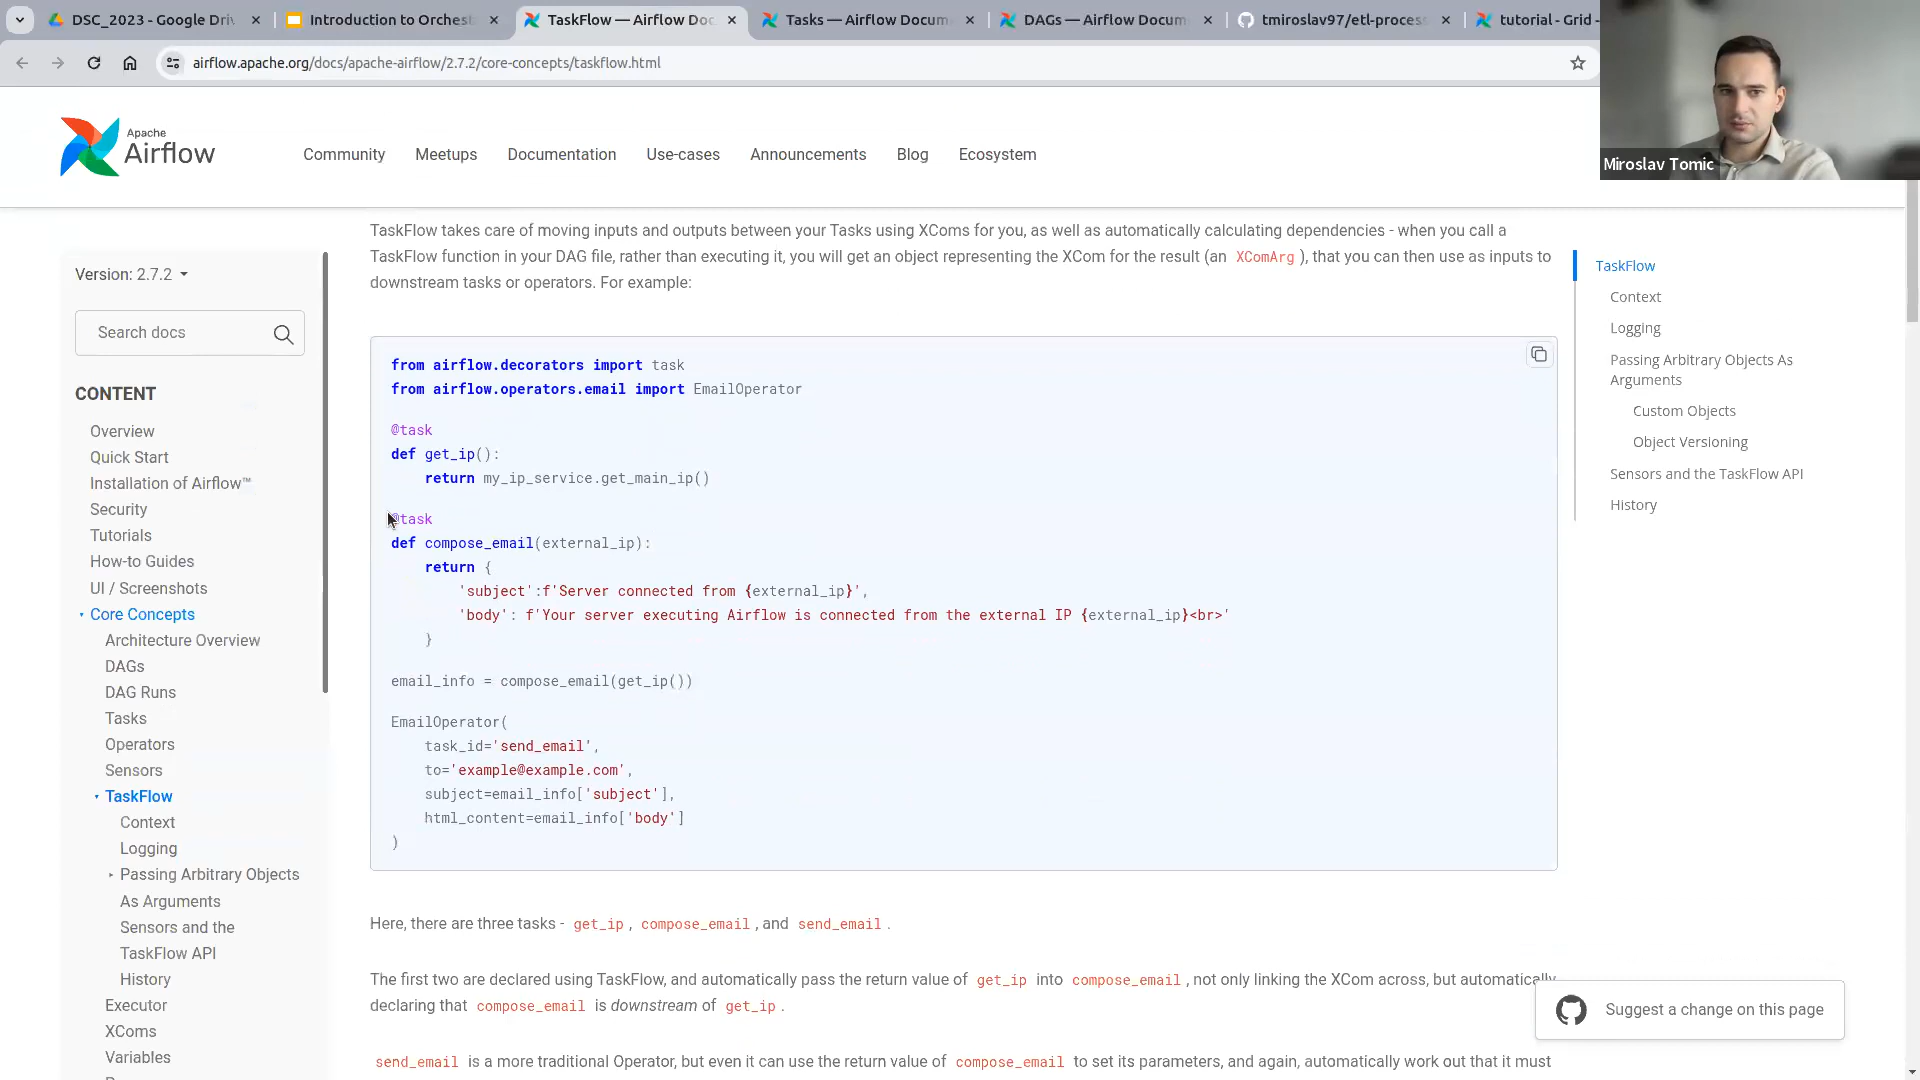 DSC_2023 - Google Driv
Introduction to Orchest
TaskFlow — Airflow Doc
Tasks — Airflow Docum
DAGs — Airflow Docum
tmiroslav97/etl-process
tutorial - Grid -
airflow.apache.org/docs/apache-airflow/2.7.2/core-concepts/taskflow.html
Apache
Airflow
Community
Meetups
Documentation
Use-cases
Announcements
Blog
Ecosystem
Miroslav Tomic
Version: 2.7.2
Search docs
CONTENT
Overview
Quick Start
Installation of Airflow™
Security
Tutorials
How-to Guides
UI / Screenshots
Core Concepts
Architecture Overview
DAGs
DAG Runs
Tasks
Operators
Sensors
TaskFlow
Context
Logging
Passing Arbitrary Objects
As Arguments
Sensors and the
TaskFlow API
History
Executor
XComs
Variables
TaskFlow takes care of moving inputs and outputs between your Tasks using XComs for you, as well as automatically calculating dependencies - when you call a
TaskFlow function in your DAG file, rather than executing it, you will get an object representing the XCom for the result (an XComArg ), that you can then use as inputs to
downstream tasks or operators. For example:
from airflow.decorators import task
from airflow.operators.email import EmailOperator
@task
def get_ip():
    return my_ip_service.get_main_ip()
@task
def compose_email(external_ip):
    return {
        'subject':f'Server connected from {external_ip}',
        'body': f'Your server executing Airflow is connected from the external IP {external_ip}<br>'
    }
email_info = compose_email(get_ip())
EmailOperator(
    task_id='send_email',
    to='example@example.com',
    subject=email_info['subject'],
    html_content=email_info['body']
)
Here, there are three tasks - get_ip , compose_email , and send_email .
The first two are declared using TaskFlow, and automatically pass the return value of get_ip into compose_email , not only linking the XCom across, but automatically
declaring that compose_email is downstream of get_ip .
send_email is a more traditional Operator, but even it can use the return value of compose_email to set its parameters, and again, automatically work out that it must
TaskFlow
Context
Logging
Passing Arbitrary Objects As
Arguments
Custom Objects
Object Versioning
Sensors and the TaskFlow API
History
Suggest a change on this page